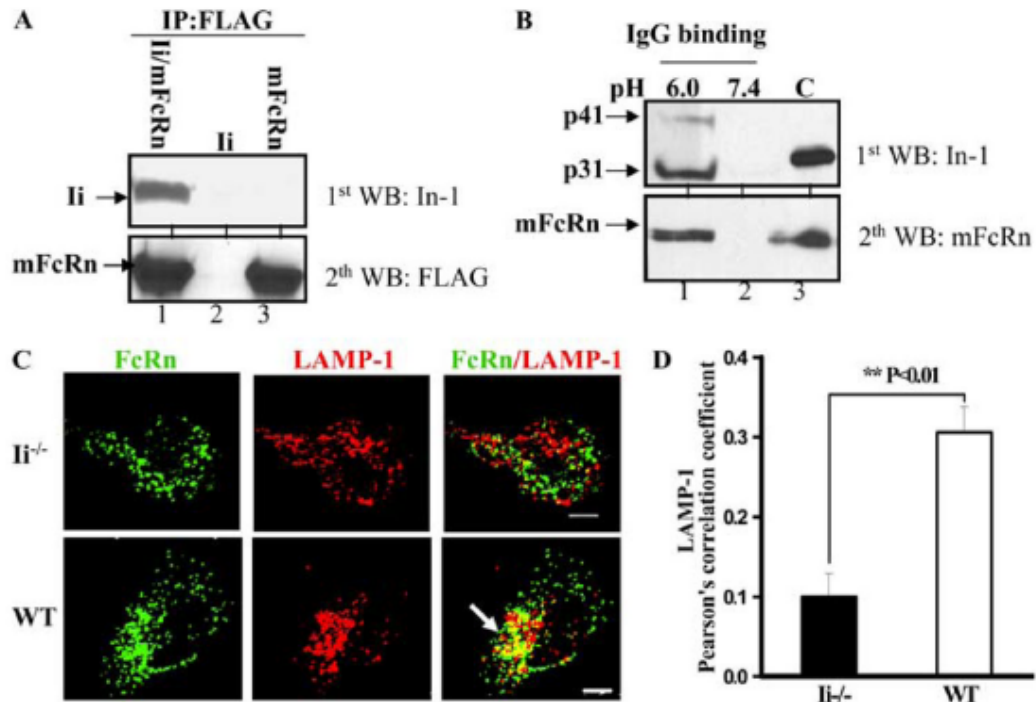 A
IP:FLAG
Ii/mFcRn
Ii
mFcRn
Ii
1st WB: In-1
mFcRn
2th WB: FLAG
1 2 3
B
IgG binding
pH 6.0 7.4 C
p41
p31
1st WB: In-1
mFcRn
2th WB: mFcRn
1 2 3
C
FcRn LAMP-1 FcRn/LAMP-1
Ii-/-
WT
D
LAMP-1
Pearson's correlation coefficient
0.4
0.3
0.2
0.1
0.0
** P<0.01
Ii-/- WT